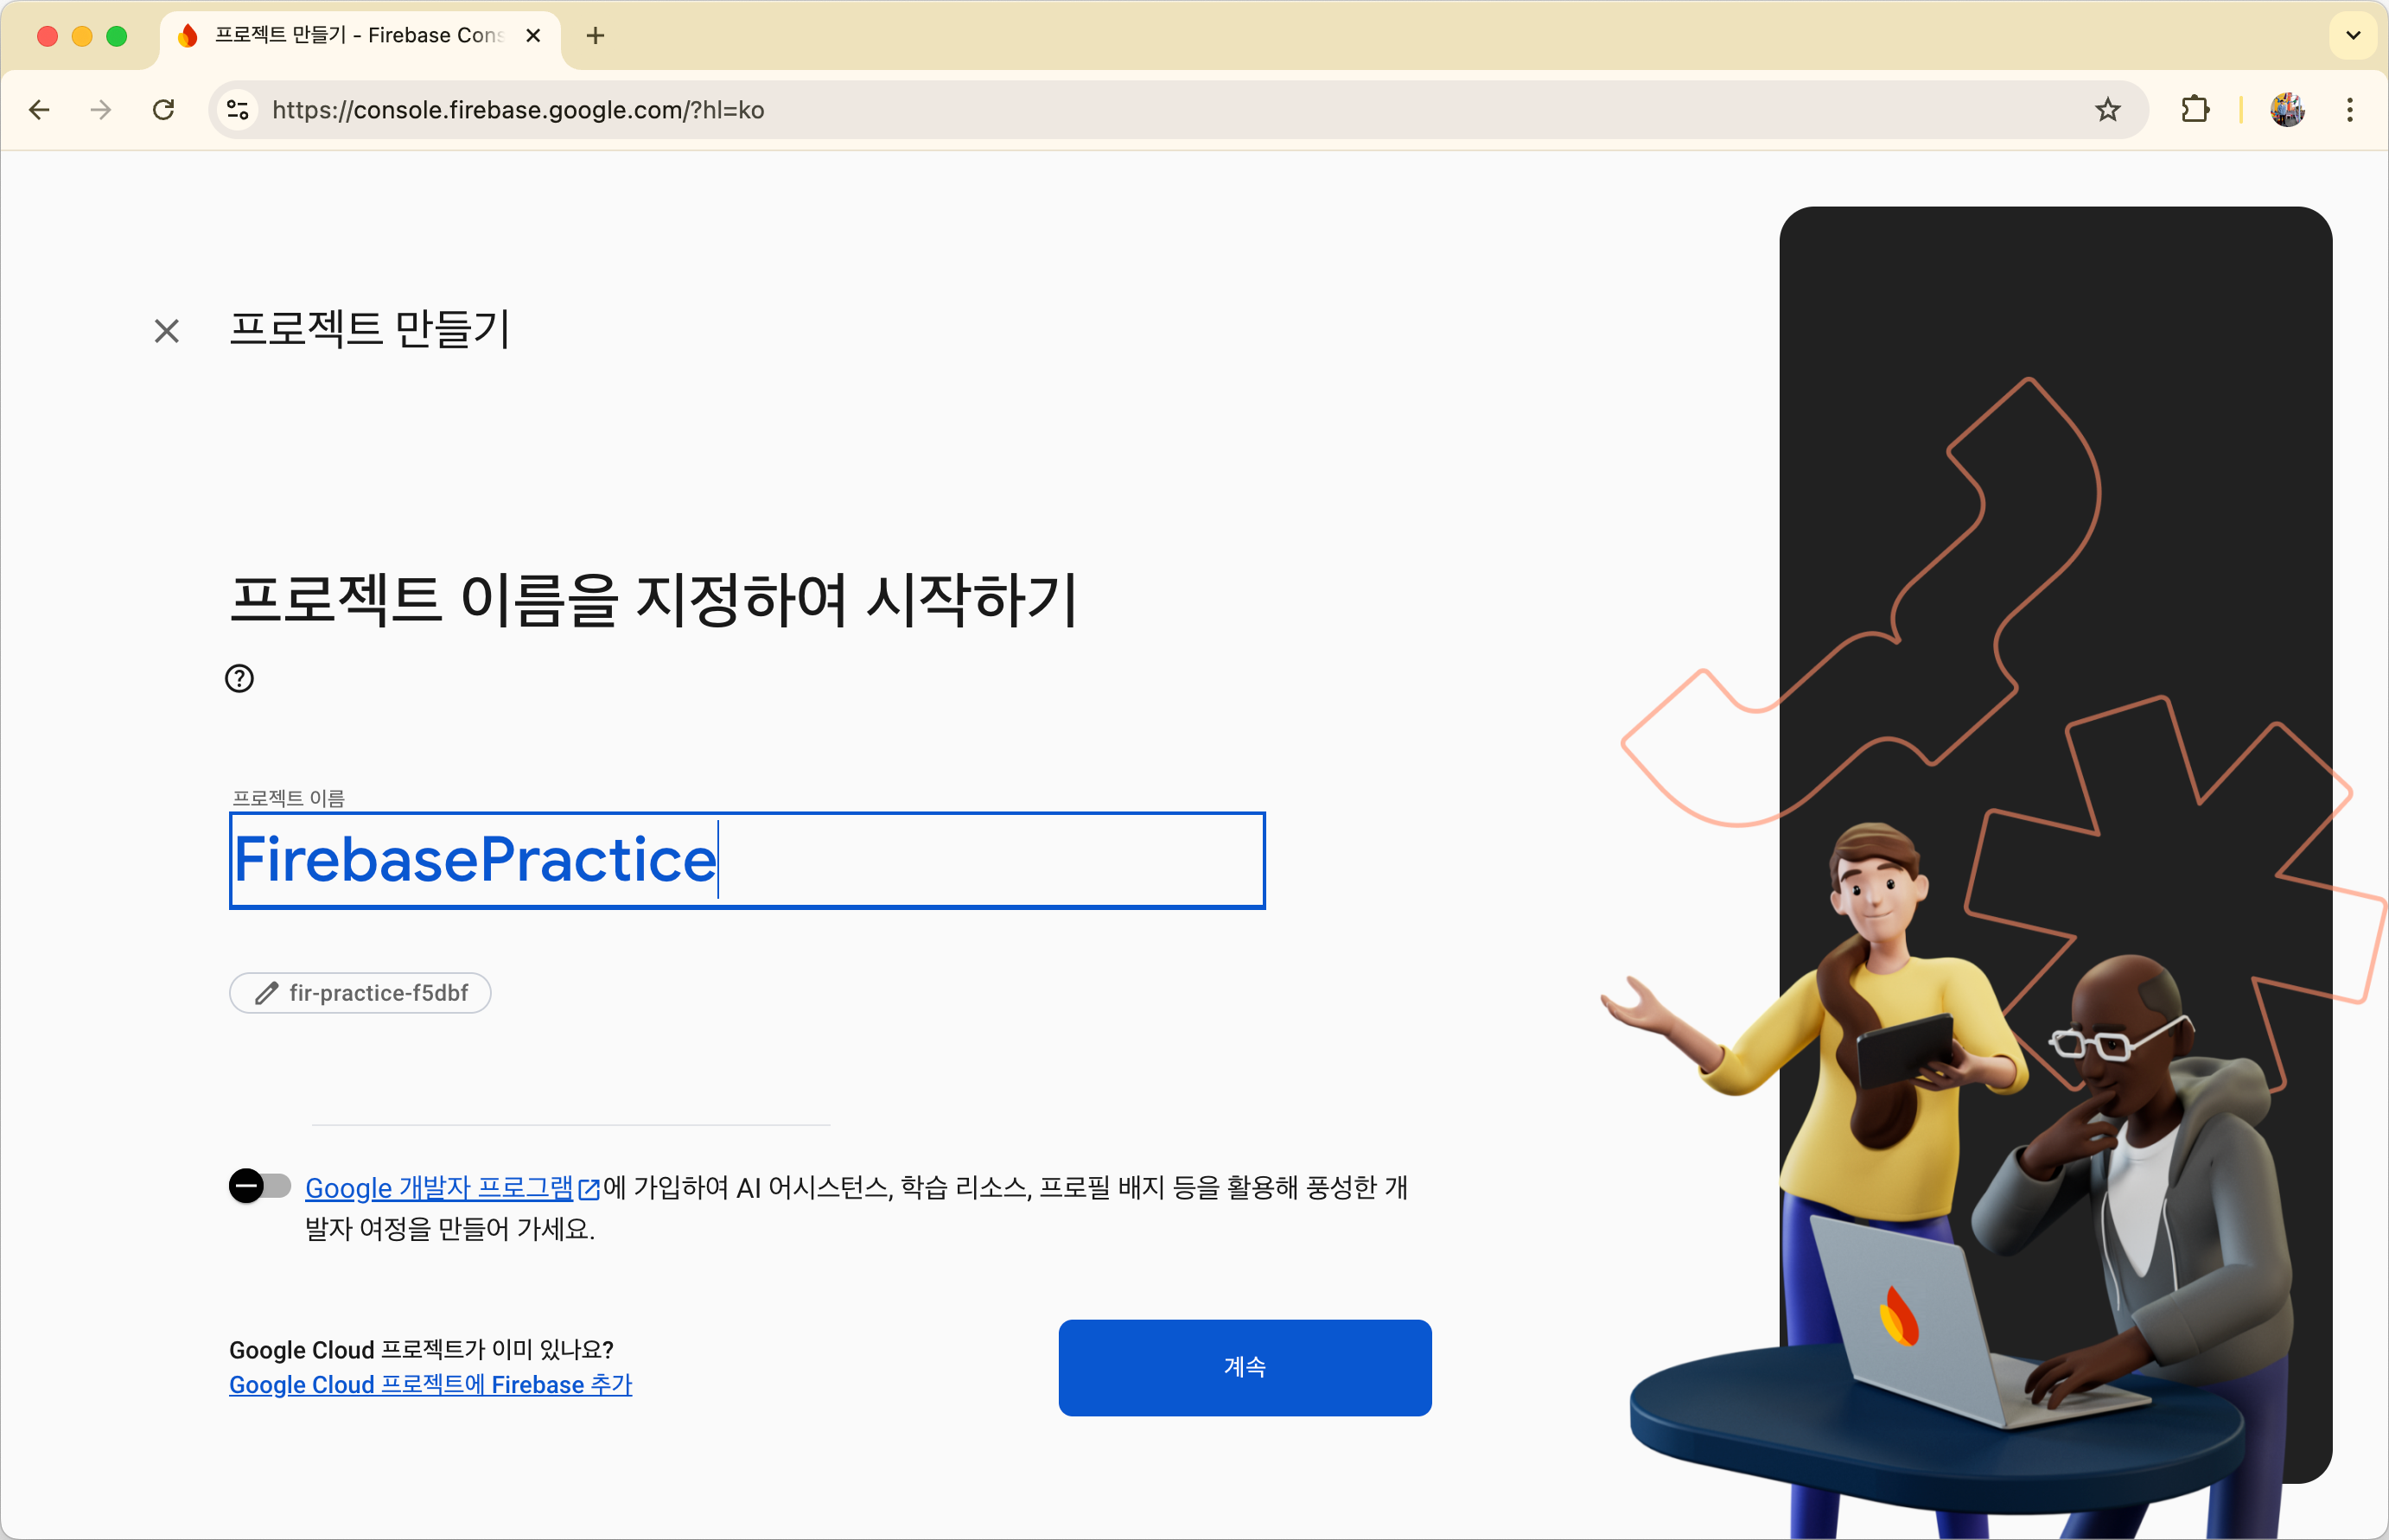 프로젝트 만들기 - Firebase Cons
https://console.firebase.google.com/?hl=ko
프로젝트 만들기
프로젝트 이름을 지정하여 시작하기
프로젝트 이름
FirebasePractice
fir-practice-f5dbf
Google 개발자 프로그램에 가입하여 AI 어시스턴스, 학습 리소스, 프로필 배지 등을 활용해 풍성한 개
발자 여정을 만들어 가세요.
Google Cloud 프로젝트가 이미 있나요?
Google Cloud 프로젝트에 Firebase 추가
계속